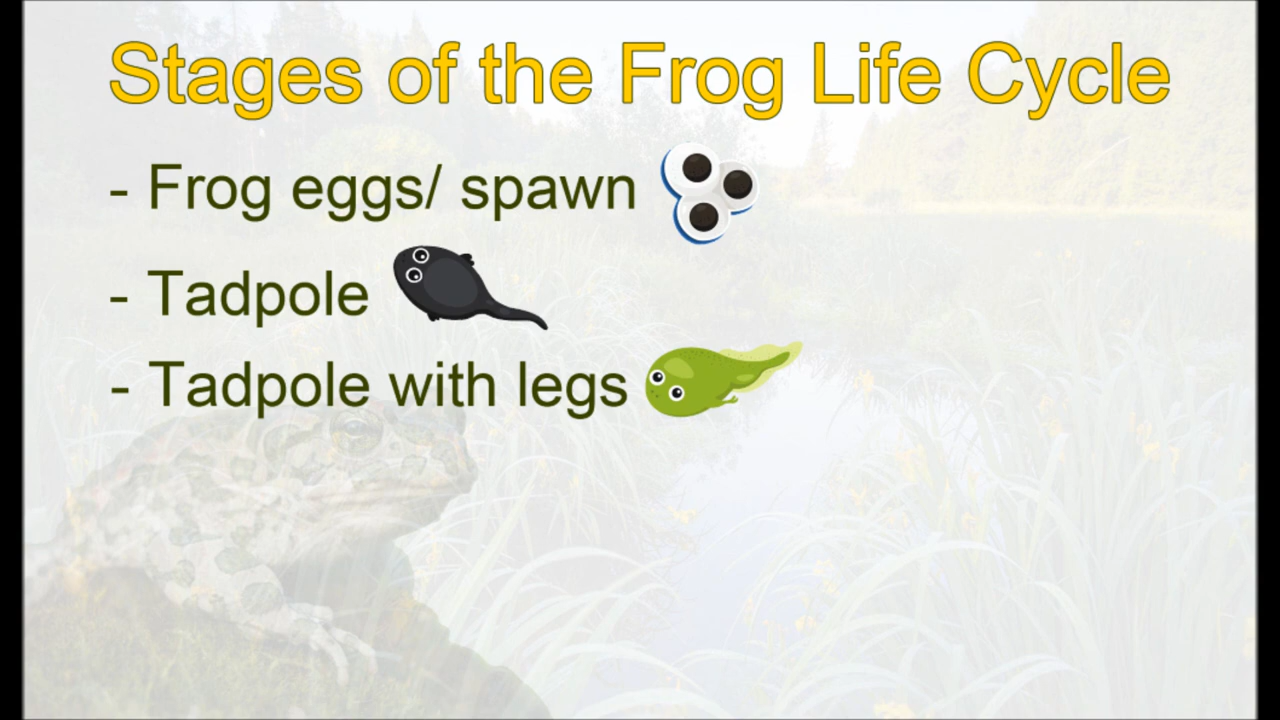 Stages of the Frog Life Cycle
- Frog eggs/ spawn
- Tadpole
- Tadpole with legs